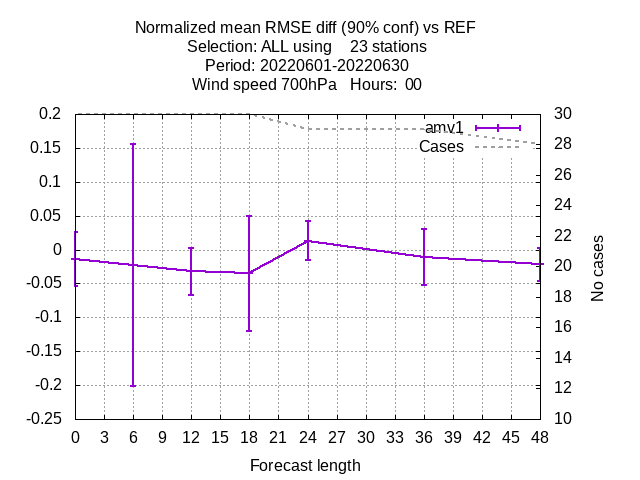 Normalized mean RMSE diff (90% conf) vs REF
Selection: ALL using    23 stations
Period: 20220601-20220630
Wind speed 700hPa   Hours:  00
0.2
0.15
0.1
0.05
0
-0.05
-0.1
-0.15
-0.2
-0.25
amv1
Cases
30
28
26
24
22
20
18
16
14
12
10
No cases
0 3 6 9 12 15 18 21 24 27 30 33 36 39 42 45 48
Forecast length